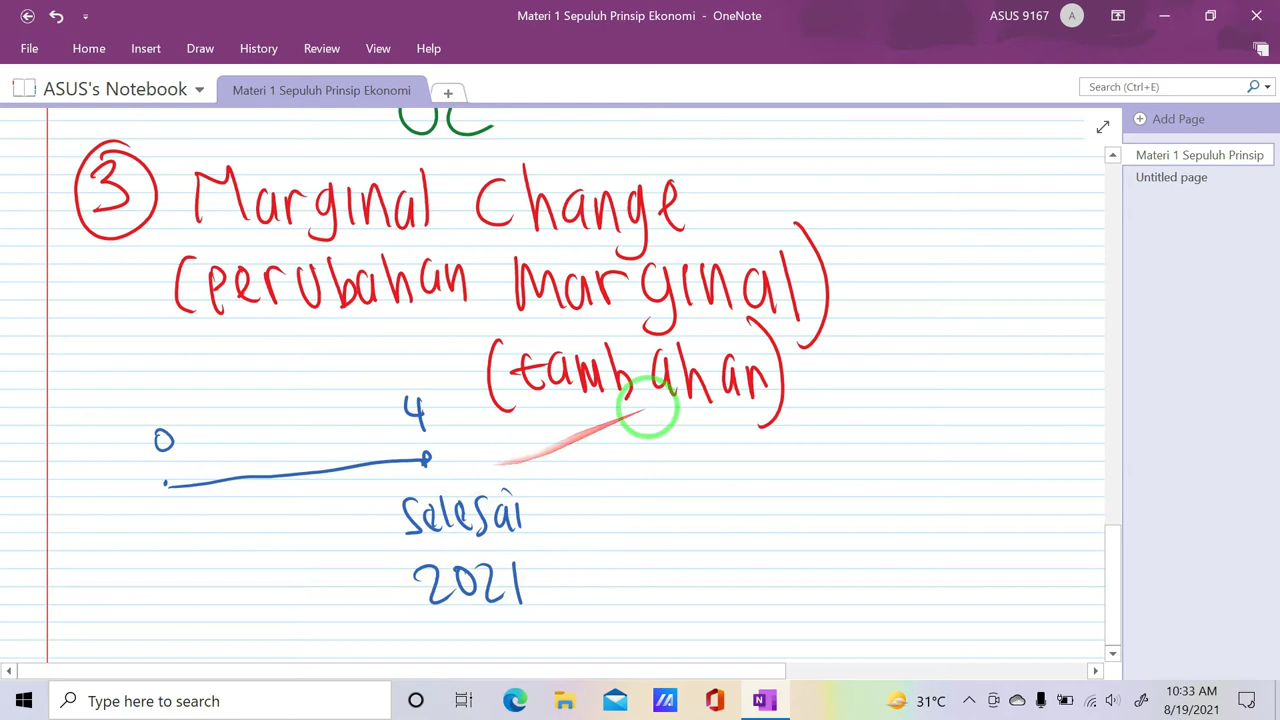 Materi 1 Sepuluh Prinsip Ekonomi - OneNote
ASUS 9167
A
File Home Insert Draw History Review View Help
ASUS's Notebook
Materi 1 Sepuluh Prinsip Ekonomi
Search (Ctrl+E)
Add Page
Materi 1 Sepuluh Prinsip
Untitled page
OC
3 Marginal Change
(perubahan Marginal)
(tambahan)
0 4
selesai
2021
Type here to search
31°C
10:33 AM
8/19/2021